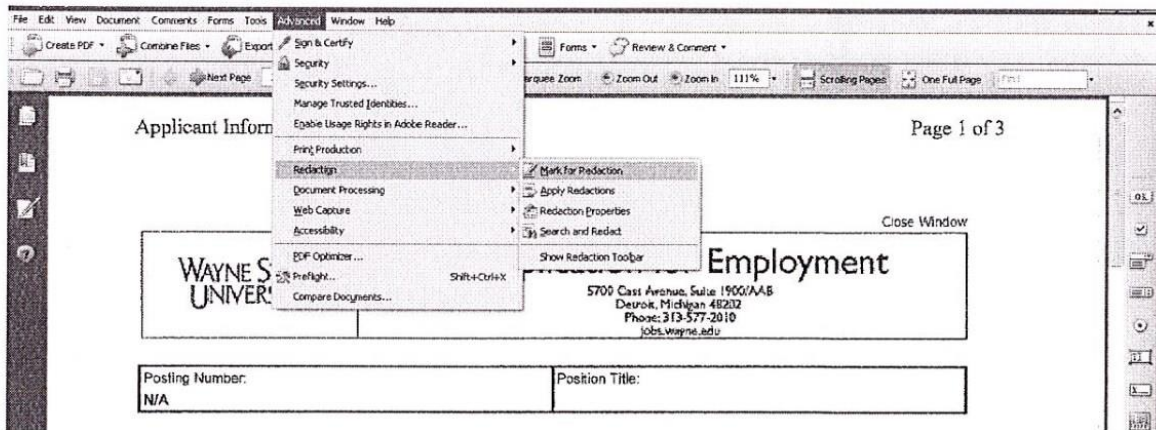 File Edit View Document Comments Forms Tools Advanced Window Help
Create PDF Combine Files Export Forms Review & Comment
Next Page arquee Zoom Zoom Out Zoom In 111% Scrolling Pages One Full Page Find
Sign & Certify
Security
Security Settings...
Manage Trusted Identities...
Enable Usage Rights in Adobe Reader...
Print Production
Redaction
Document Processing
Web Capture
Accessibility
PDF Optimizer...
Preflight... Shift+Ctrl+X
Compare Documents...
Mark for Redaction
Apply Redactions
Redaction Properties
Search and Redact
Show Redaction Toolbar
Applicant Inforr
Page 1 of 3
Close Window
WAYNE S
UNIVER
Employment
5700 Cass Avenue, Suite 1900/AAB
Detroit, Michigan 48202
Phone: 313-577-2010
jobs.wayne.edu
Posting Number:
N/A
Position Title:
OK